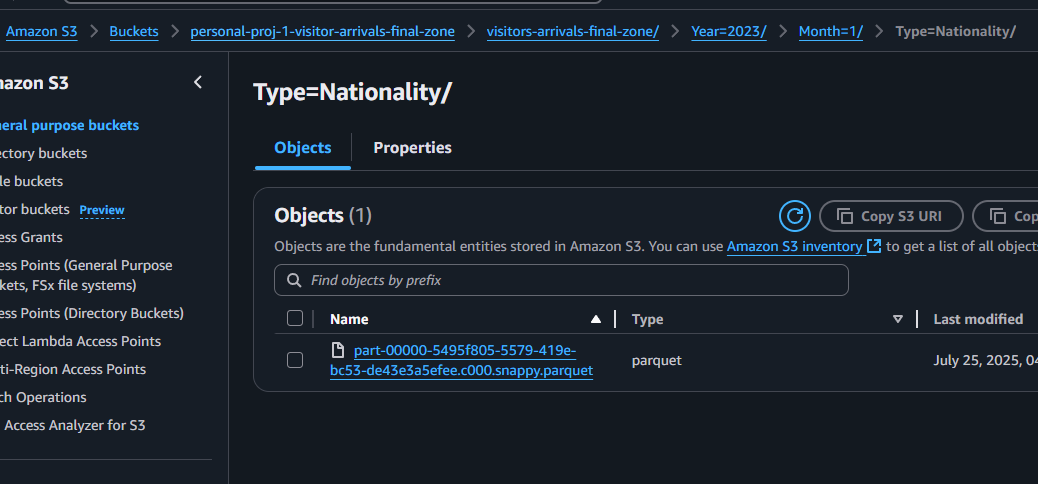 Amazon S3 > Buckets > personal-proj-1-visitor-arrivals-final-zone > visitors-arrivals-final-zone/ > Year=2023/ > Month=1/ > Type=Nationality/
mazon S3
neral purpose buckets
ectory buckets
le buckets
tor buckets Preview
ess Grants
ess Points (General Purpose
kets, FSx file systems)
ess Points (Directory Buckets)
ect Lambda Access Points
ti-Region Access Points
ch Operations
Access Analyzer for S3
Type=Nationality/
Objects
Properties
Objects (1)
Copy S3 URI
Cop
Objects are the fundamental entities stored in Amazon S3. You can use Amazon S3 inventory to get a list of all objects
Find objects by prefix
Name
Type
Last modified
part-00000-5495f805-5579-419e-
bc53-de43e3a5efee.c000.snappy.parquet
parquet
July 25, 2025, 04